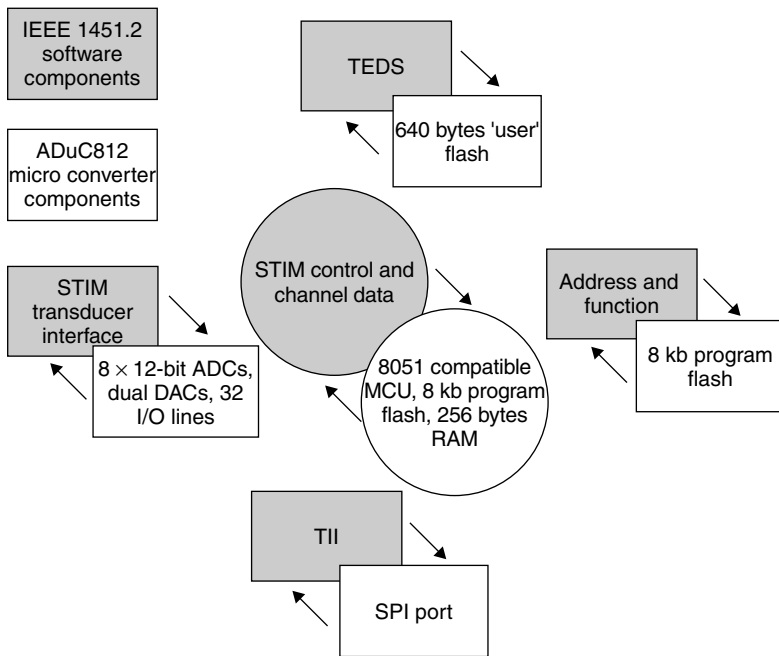 IEEE 1451.2
software
components
TEDS
640 bytes 'user'
flash
ADuC812
micro converter
components
STIM control and
channel data
STIM
transducer
interface
Address and
function
8 × 12-bit ADCs,
dual DACs, 32
I/O lines
8051 compatible
MCU, 8 kb program
flash, 256 bytes
RAM
8 kb program
flash
TII
SPI port